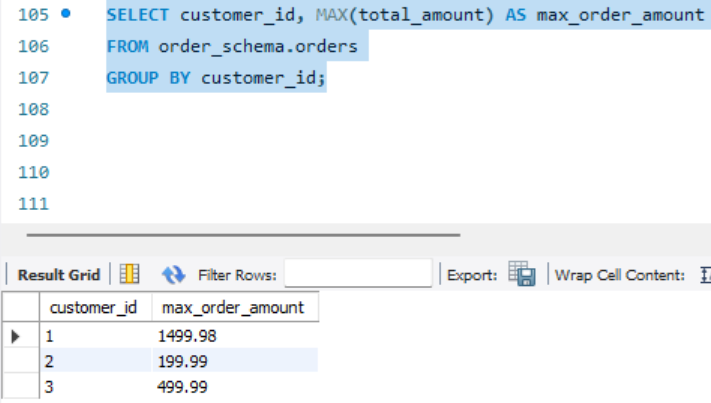 105 SELECT customer_id, MAX(total_amount) AS max_order_amount
106 FROM order_schema.orders
107 GROUP BY customer_id;
108
109
110
111
Result Grid Filter Rows: Export: Wrap Cell Content:
customer_id max_order_amount
1 1499.98
2 199.99
3 499.99